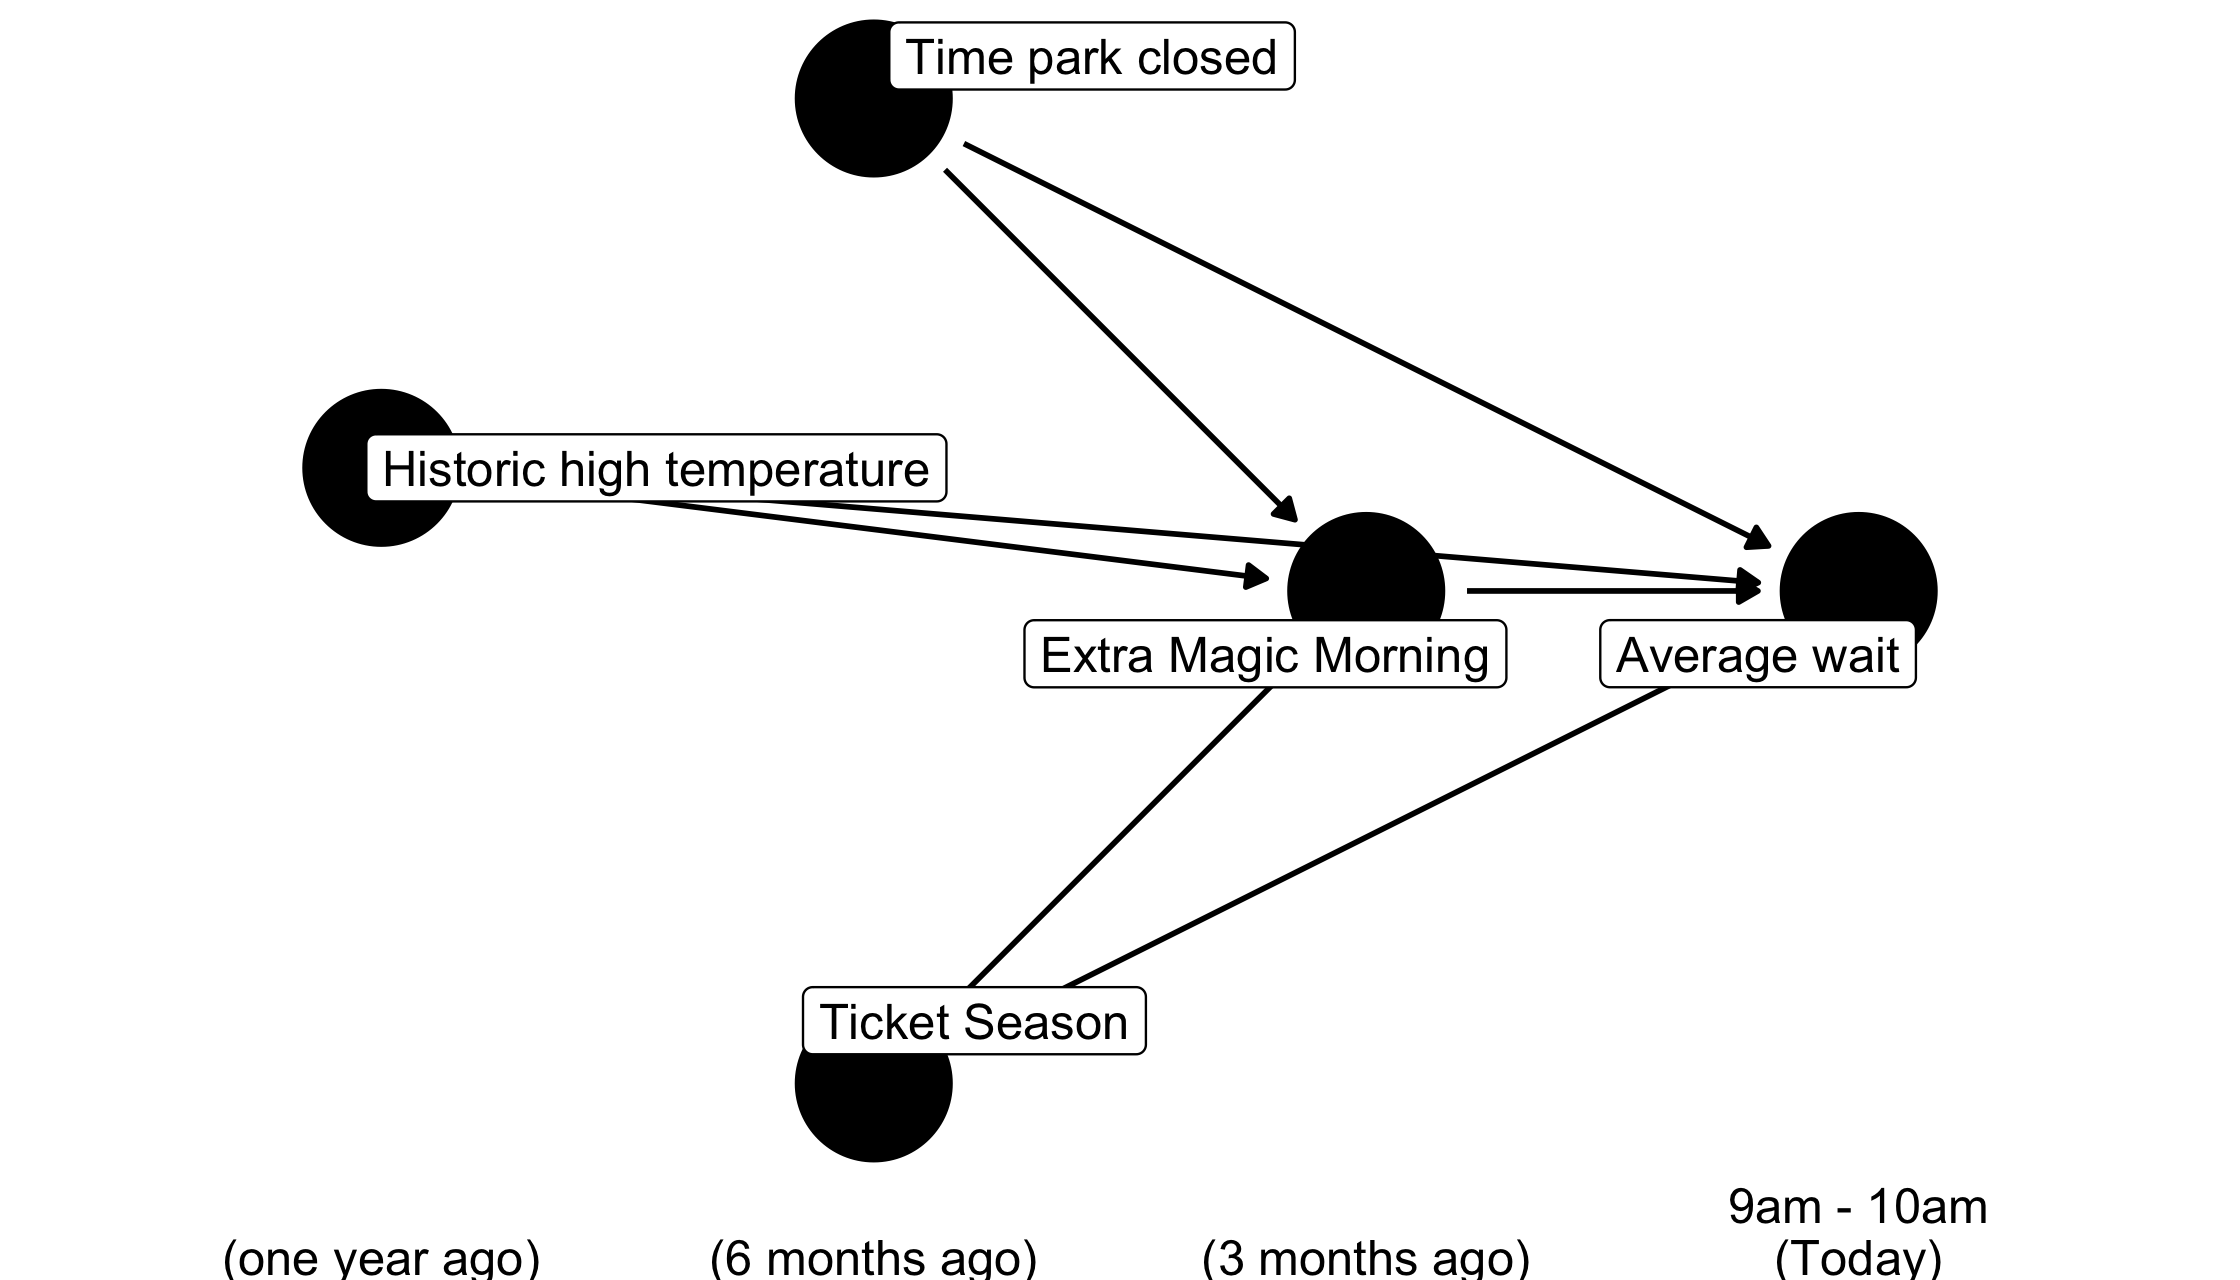 Time park closed
Historic high temperature
Extra Magic Morning
Average wait
Ticket Season
9am - 10am
(one year ago)
(6 months ago)
(3 months ago)
(Today)